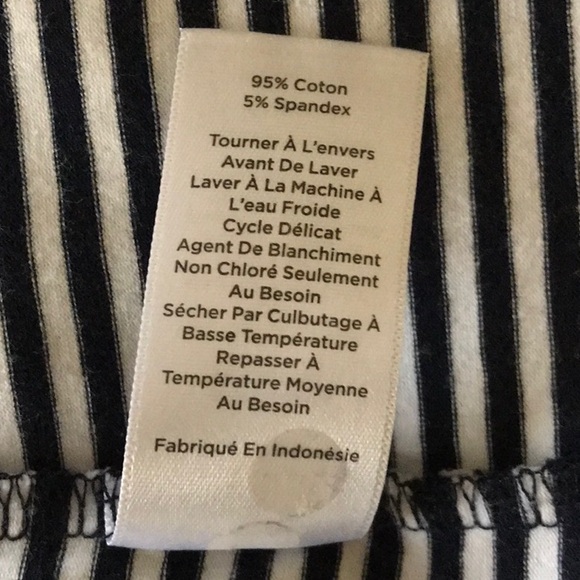 95% Coton
5% Spandex
Tourner À L'envers
Avant De Laver
Laver À La Machine À
L'eau Froide
Cycle Délicat
Agent De Blanchiment
Non Chloré Seulement
Au Besoin
Sécher Par Culbutage À
Basse Température
Repasser À
Température Moyenne
Au Besoin
Fabriqué En Indonésie